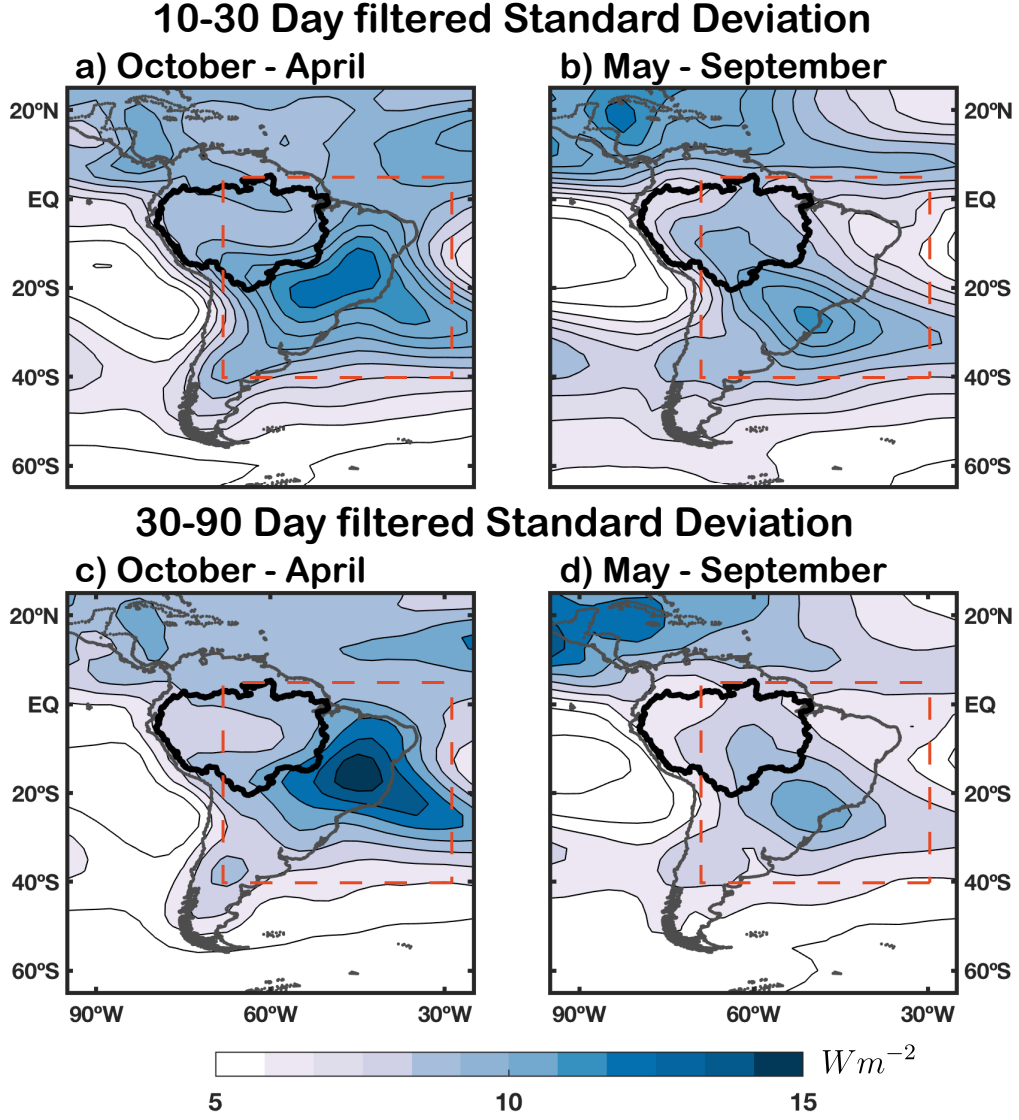 10-30 Day filtered Standard Deviation
a) October - April
b) May - September
20ºN
20ºN
EQ
EQ
20ºS
20ºS
40ºS
40ºS
60ºS
60ºS
30-90 Day filtered Standard Deviation
c) October - April
d) May - September
20ºN
20ºN
EQ
EQ
20ºS
20ºS
40ºS
40ºS
60ºS
60ºS
90ºW 60ºW 30ºW 90ºW 60ºW 30ºW
Wm⁻²
5 10 15